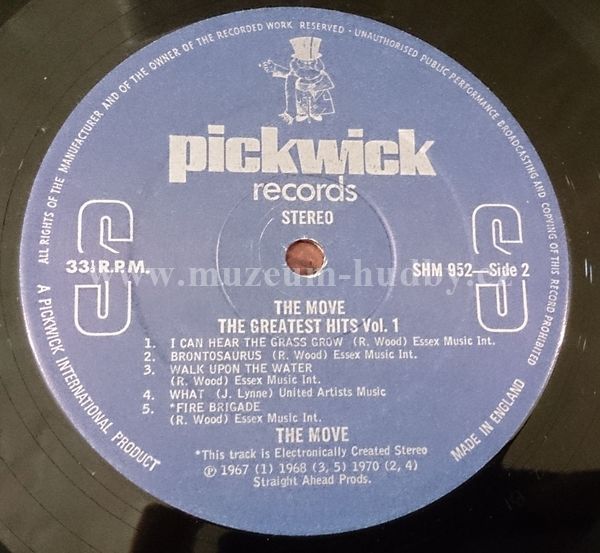 ALL RIGHTS OF THE MANUFACTURER AND OF THE OWNER OF THE RECORDED WORK RESERVED - UNAUTHORISED PUBLIC PERFORMANCE BROADCASTING AND COPYING OF THIS RECORD PROHIBITED
pickwick
records
STEREO
S S
33⅓ R.P.M.
SHM 952—Side 2
www.muzeum-hudby.cz
THE MOVE
THE GREATEST HITS Vol. 1
1. I CAN HEAR THE GRASS GROW (R. Wood) Essex Music Int.
2. BRONTOSAURUS (R. Wood) Essex Music Int.
3. WALK UPON THE WATER
(R. Wood) Essex Music Int.
4. WHAT (J. Lynne) United Artists Music
5. *FIRE BRIGADE
(R. Wood) Essex Music Int.
THE MOVE
*This track is Electronically Created Stereo
℗ 1967 (1) 1968 (3, 5) 1970 (2, 4)
Straight Ahead Prods.
A PICKWICK INTERNATIONAL PRODUCT
MADE IN ENGLAND